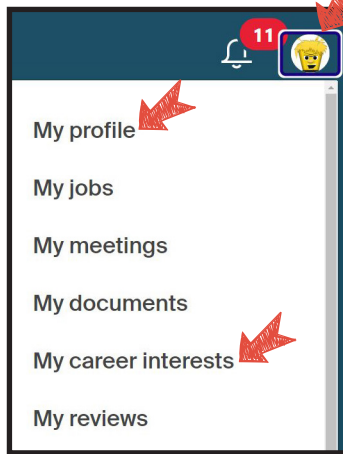 11
My profile
My jobs
My meetings
My documents
My career interests
My reviews